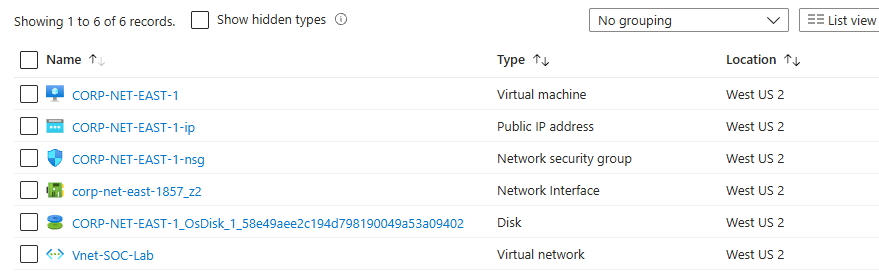 Showing 1 to 6 of 6 records. Show hidden types No grouping List view
Name Type Location
CORP-NET-EAST-1 Virtual machine West US 2
CORP-NET-EAST-1-ip Public IP address West US 2
CORP-NET-EAST-1-nsg Network security group West US 2
corp-net-east-1857_z2 Network Interface West US 2
CORP-NET-EAST-1_OsDisk_1_58e49aee2c194d798190049a53a09402 Disk West US 2
Vnet-SOC-Lab Virtual network West US 2